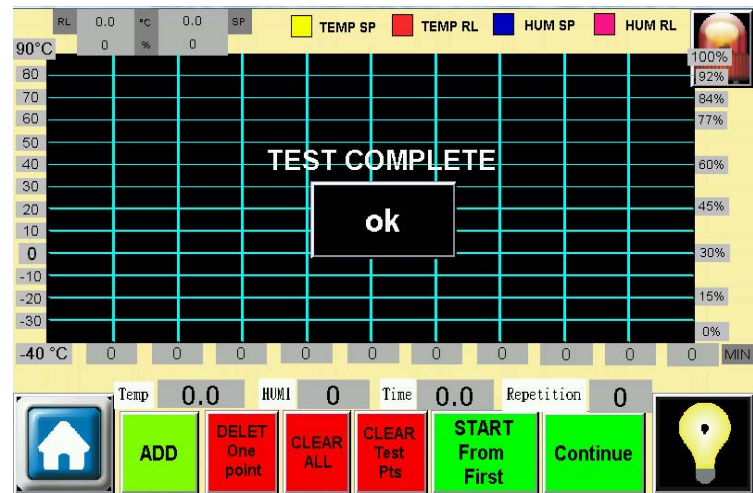 RL 0.0 °C 0.0 SP
0 % 0
TEMP SP TEMP RL HUM SP HUM RL
90°C
80
70
60
50
40
30
20
10
0
-10
-20
-30
-40 °C
100%
92%
84%
77%
60%
45%
30%
15%
0%
TEST COMPLETE
ok
0 0 0 0 0 0 0 0 0 0 MIN
Temp 0.0 HUMI 0 Time 0.0 Repetition 0
ADD
DELET
One
point
CLEAR
ALL
CLEAR
Test
Pts
START
From
First
Continue